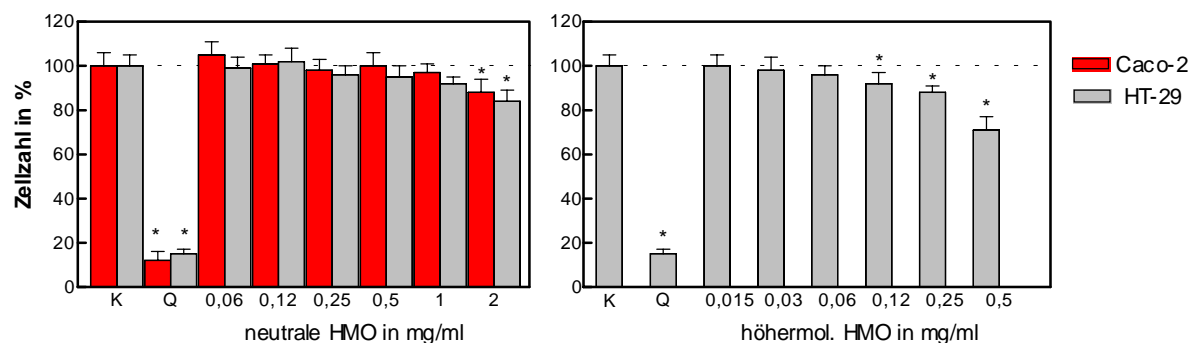 Zellzahl in %
120
100
80
60
40
20
0
* * * *
K Q 0,06 0,12 0,25 0,5 1 2
neutrale HMO in mg/ml
120
100
80
60
40
20
0
* * * *
K Q 0,015 0,03 0,06 0,12 0,25 0,5
höhermol. HMO in mg/ml
Caco-2
HT-29